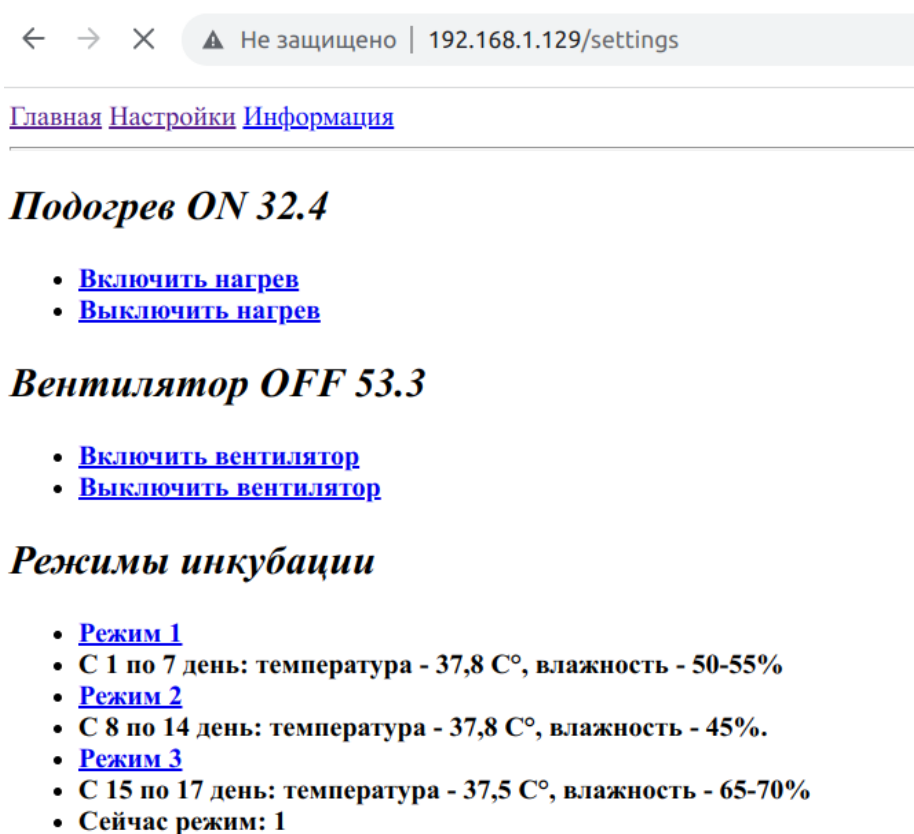 Не защищено | 192.168.1.129/settings
Главная Настройки Информация
Подогрев ON 32.4
Включить нагрев
Выключить нагрев
Вентилятор OFF 53.3
Включить вентилятор
Выключить вентилятор
Режимы инкубации
Режим 1
С 1 по 7 день: температура - 37,8 C°, влажность - 50-55%
Режим 2
С 8 по 14 день: температура - 37,8 C°, влажность - 45%.
Режим 3
С 15 по 17 день: температура - 37,5 C°, влажность - 65-70%
Сейчас режим: 1